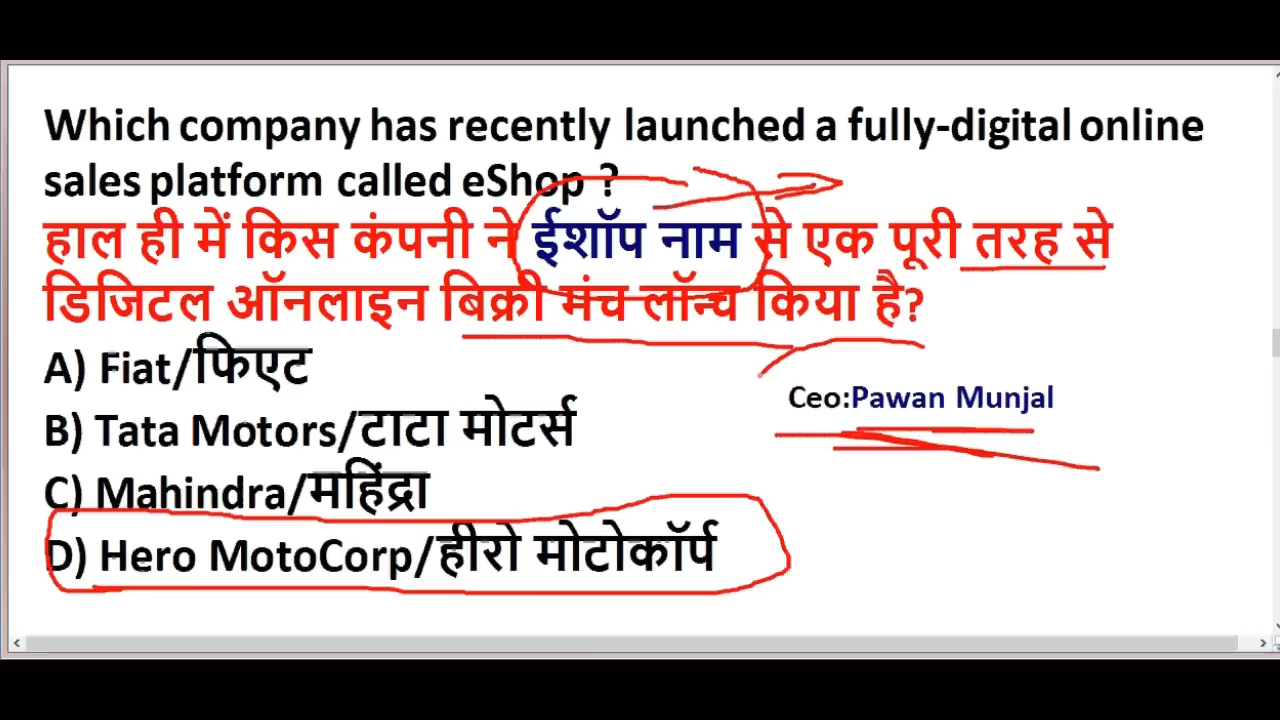 Which company has recently launched a fully-digital online
sales platform called eShop ?
हाल ही में किस कंपनी ने ईशॉप नाम से एक पूरी तरह से
डिजिटल ऑनलाइन बिक्री मंच लॉन्च किया है?
A) Fiat/फिएट
B) Tata Motors/टाटा मोटर्स
C) Mahindra/महिंद्रा
D) Hero MotoCorp/हीरो मोटोकॉर्प
Ceo:Pawan Munjal